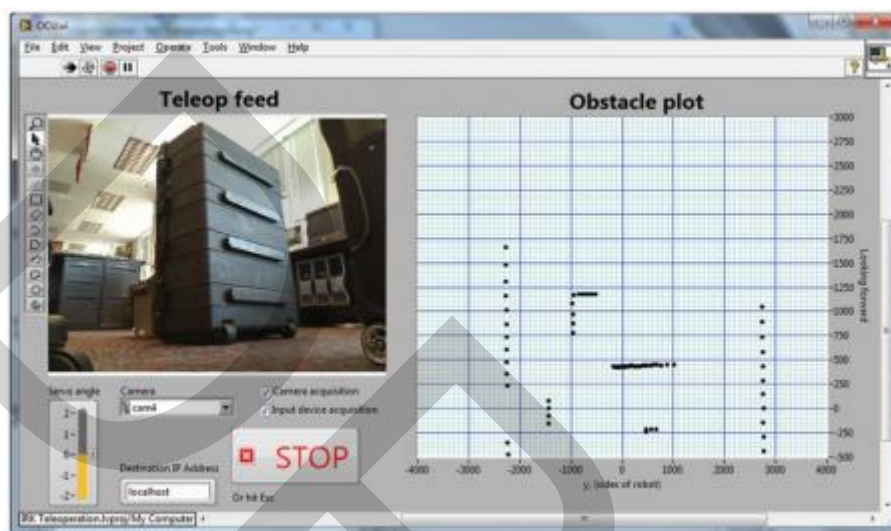 OCU.vi
File Edit View Project Operate Tools Window Help
Teleop feed
Obstacle plot
3000
2750
2500
2250
2000
1750
1500
1250
1000
750
500
250
0
-250
-500
Looking forward
-4000 -3000 -2000 -1000 0 1000 2000 3000 4000
y, (sides of robot)
Servo angle
2-
1-
-1-
-2-
Camera
cam4
Camera acquisition
Input device acquisition
STOP
Destination IP Address
localhost
Or hit Esc
Teleoperation.lvproj/My Computer